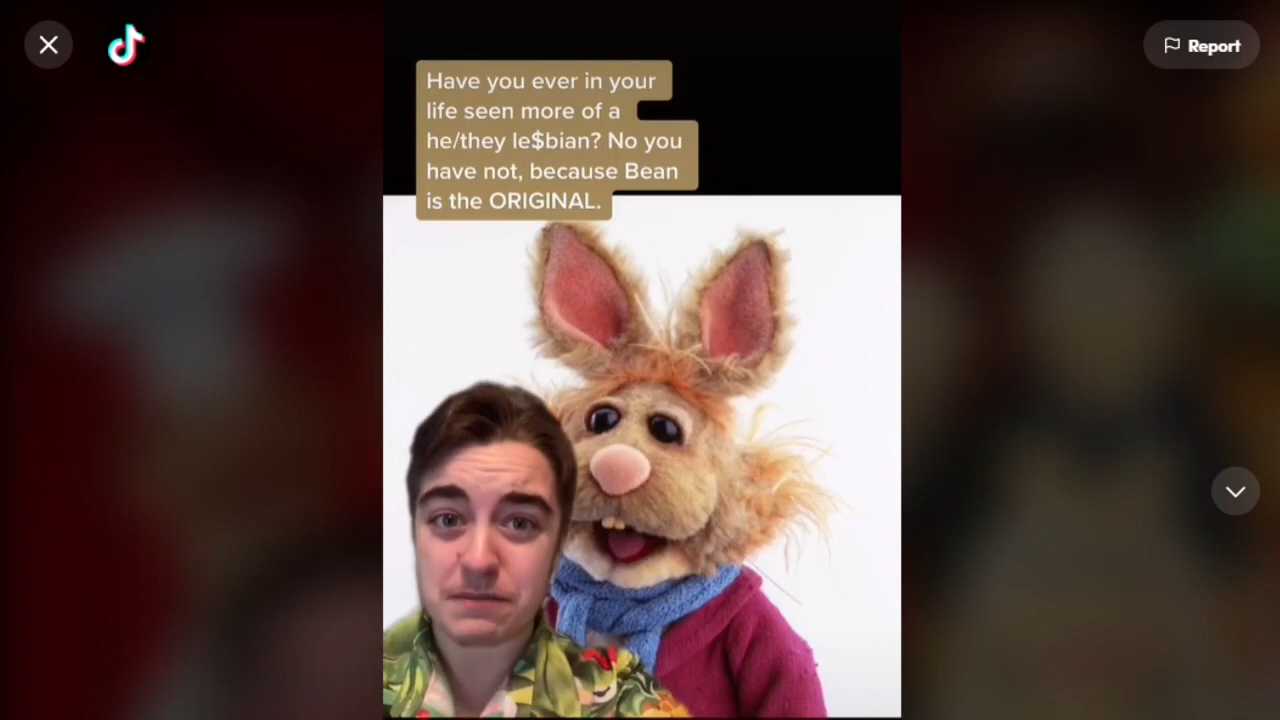 Report
Have you ever in your
life seen more of a
he/they le$bian? No you
have not, because Bean
is the ORIGINAL.